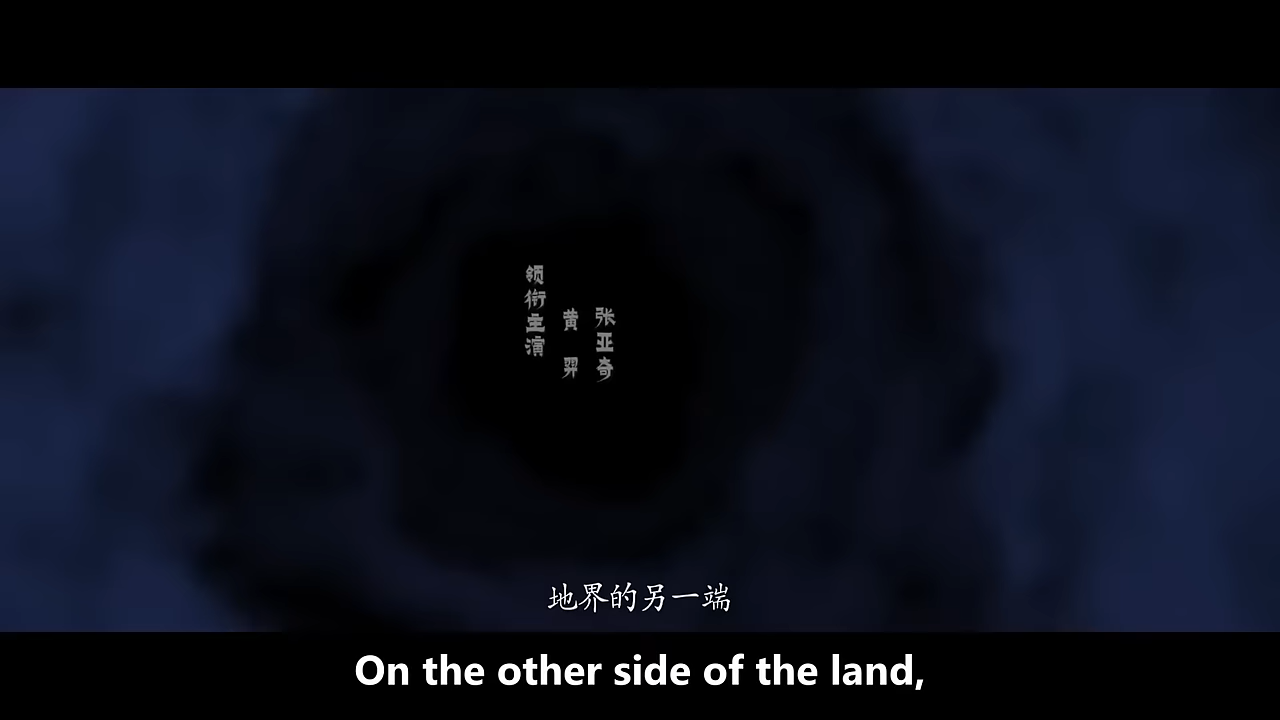 领衔主演
黄羿
张亚奇
地界的另一端
On the other side of the land,